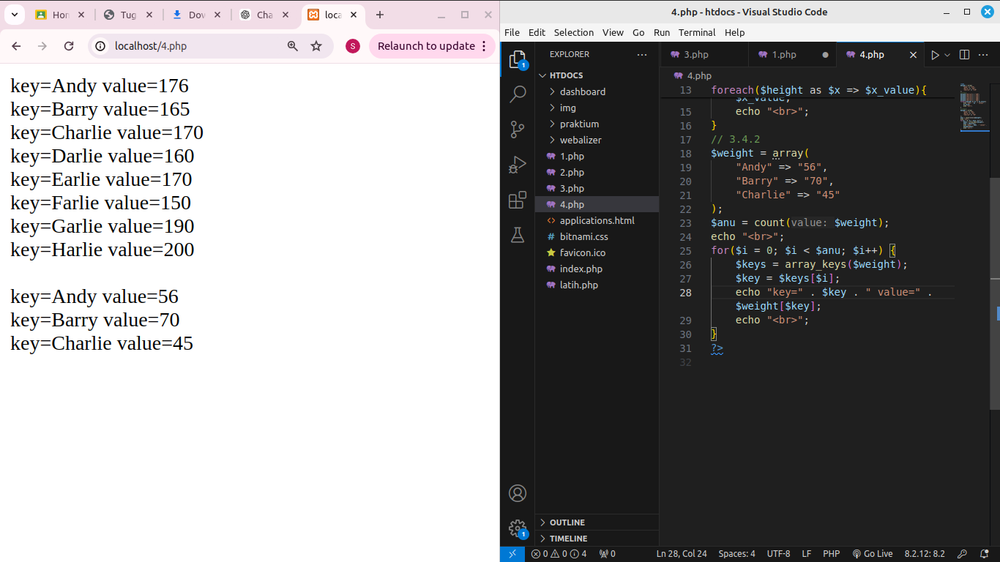 Hor
Tug
Dov
Cha
loca
localhost/4.php
S
Relaunch to update
key=Andy value=176
key=Barry value=165
key=Charlie value=170
key=Darlie value=160
key=Earlie value=170
key=Farlie value=150
key=Garlie value=190
key=Harlie value=200
key=Andy value=56
key=Barry value=70
key=Charlie value=45
4.php - htdocs - Visual Studio Code
File Edit Selection View Go Run Terminal Help
1
EXPLORER
HTDOCS
dashboard
img
praktium
webalizer
1.php
2.php
3.php
4.php
applications.html
bitnami.css
favicon.ico
index.php
latih.php
OUTLINE
TIMELINE
1
3.php 1.php 4.php
4.php
13 foreach($height as $x => $x_value){
$x_value;
15 echo "<br>";
16 }
17 // 3.4.2
18 $weight = array(
19 "Andy" => "56",
20 "Barry" => "70",
21 "Charlie" => "45"
22 );
23 $anu = count(value: $weight);
24 echo "<br>";
25 for($i = 0; $i < $anu; $i++) {
26 $keys = array_keys($weight);
27 $key = $keys[$i];
28 echo "key=" . $key . " value=" .
$weight[$key];
29 echo "<br>";
30 }
31 ?>
32
0 0 4 0 Ln 28, Col 24 Spaces: 4 UTF-8 LF PHP Go Live 8.2.12: 8.2